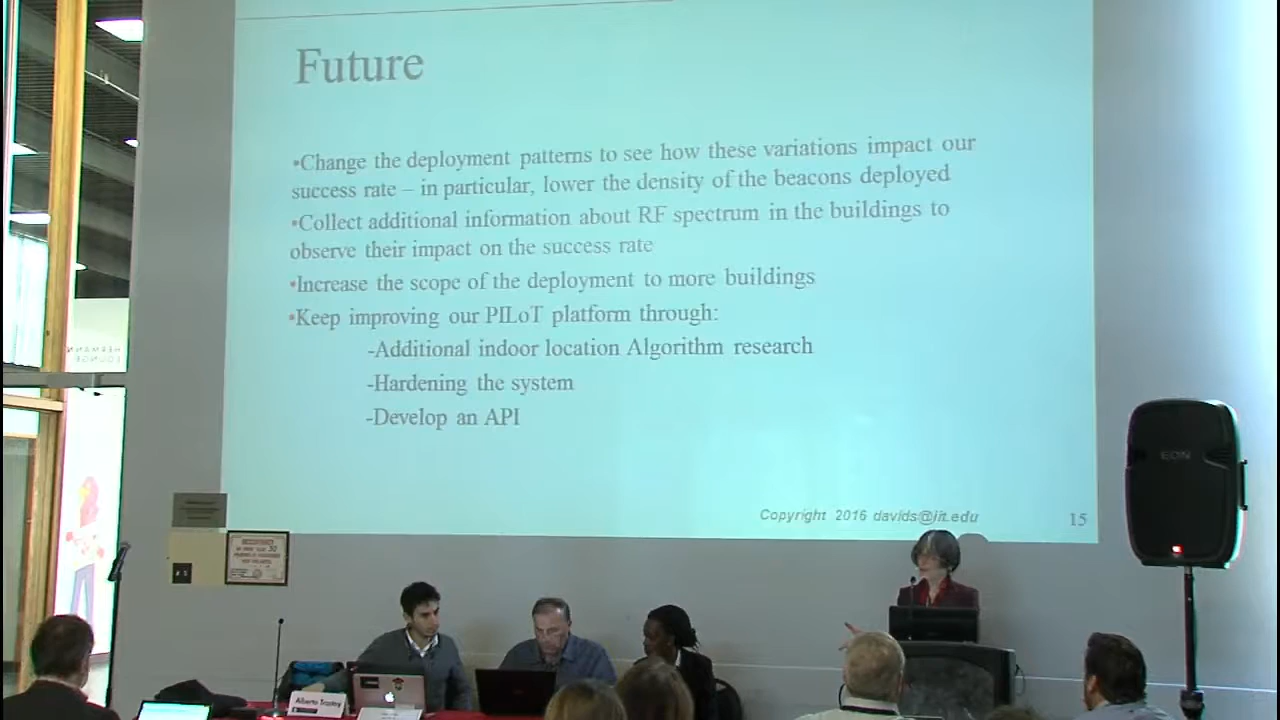 Future
•Change the deployment patterns to see how these variations impact our
success rate – in particular, lower the density of the beacons deployed
•Collect additional information about RF spectrum in the buildings to
observe their impact on the success rate
•Increase the scope of the deployment to more buildings
•Keep improving our PILoT platform through:
-Additional indoor location Algorithm research
-Hardening the system
-Develop an API
Copyright 2016 davids@iit.edu
15
HERMANN
LOUNGE
EON
Alberto